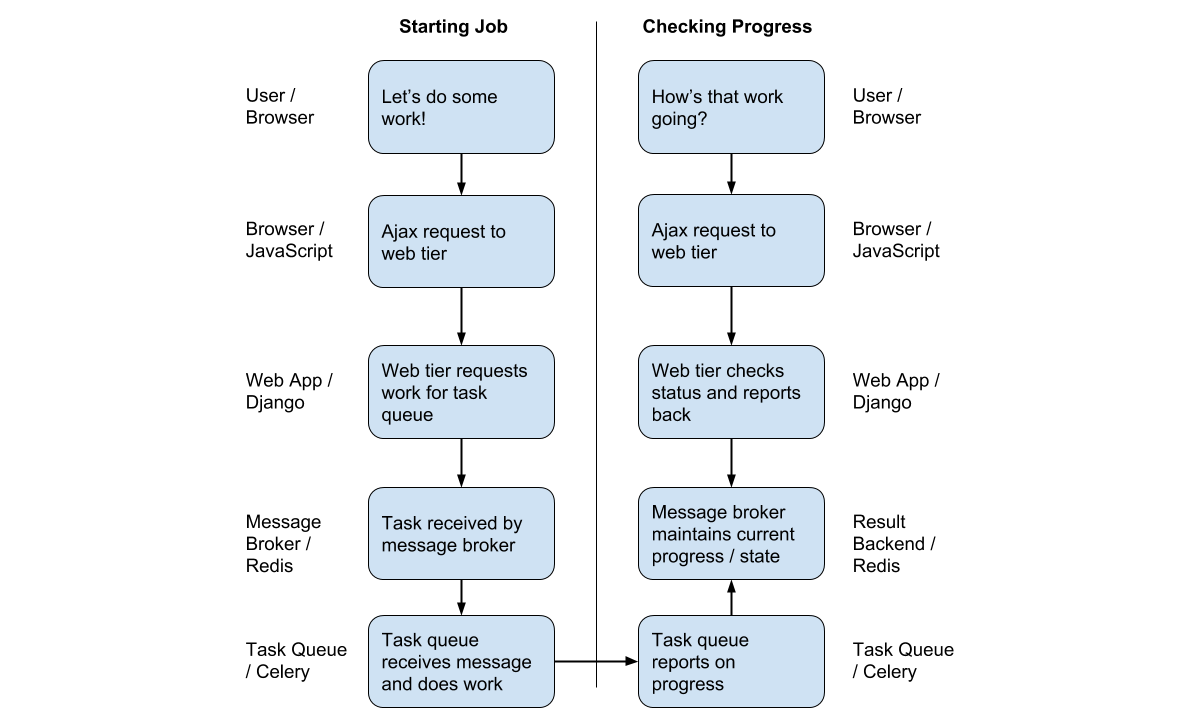 Starting Job
Checking Progress
User /
Browser
Let's do some
work!
How's that work
going?
User /
Browser
Browser /
JavaScript
Ajax request to
web tier
Ajax request to
web tier
Browser /
JavaScript
Web App /
Django
Web tier requests
work for task
queue
Web tier checks
status and reports
back
Web App /
Django
Message
Broker /
Redis
Task received by
message broker
Message broker
maintains current
progress / state
Result
Backend /
Redis
Task Queue
/ Celery
Task queue
receives message
and does work
Task queue
reports on
progress
Task Queue
/ Celery